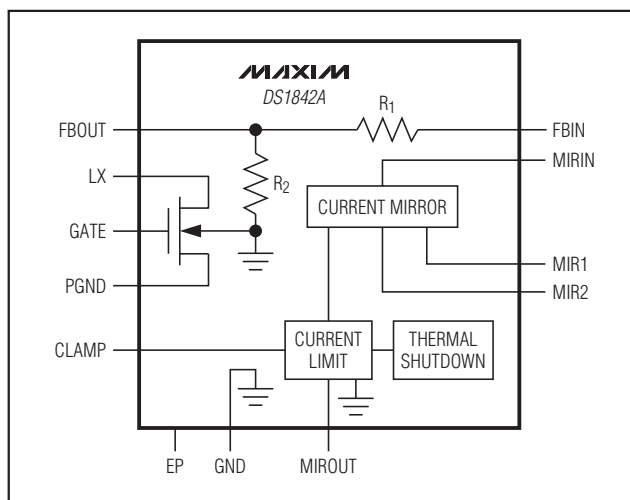 MAXIM
DS1842A
FBOUT
R1
FBIN
LX
R2
MIRIN
CURRENT MIRROR
GATE
MIR1
PGND
MIR2
CLAMP
CURRENT
LIMIT
THERMAL
SHUTDOWN
EP
GND
MIROUT